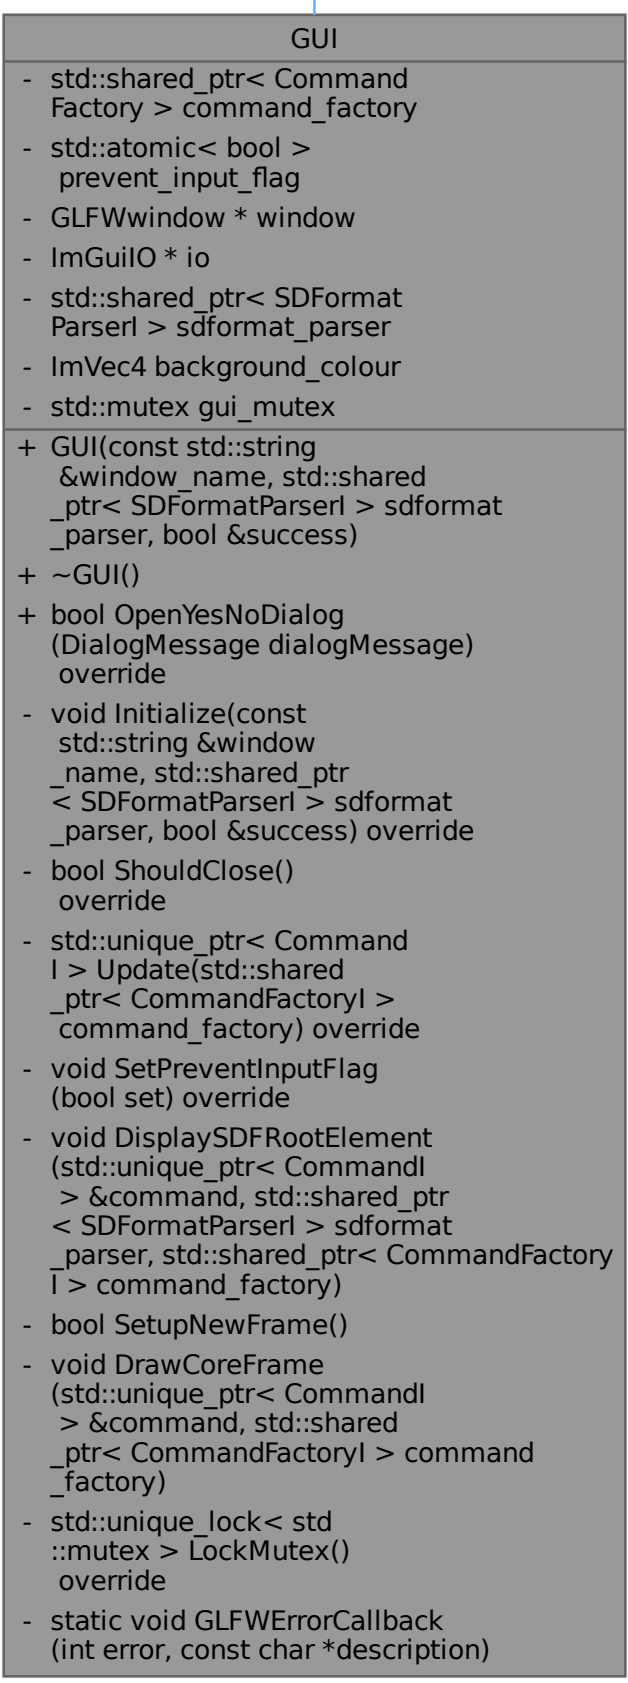 GUI
- std::shared_ptr< Command
Factory > command_factory
- std::atomic< bool >
prevent_input_flag
- GLFWwindow * window
- ImGuiIO * io
- std::shared_ptr< SDFormat
ParserI > sdformat_parser
- ImVec4 background_colour
- std::mutex gui_mutex
+ GUI(const std::string
&window_name, std::shared
_ptr< SDFormatParserI > sdformat
_parser, bool &success)
+ ~GUI()
+ bool OpenYesNoDialog
(DialogMessage dialogMessage)
override
- void Initialize(const
std::string &window
_name, std::shared_ptr
< SDFormatParserI > sdformat
_parser, bool &success) override
- bool ShouldClose()
override
- std::unique_ptr< Command
I > Update(std::shared
_ptr< CommandFactoryI >
command_factory) override
- void SetPreventInputFlag
(bool set) override
- void DisplaySDFRootElement
(std::unique_ptr< CommandI
> &command, std::shared_ptr
< SDFormatParserI > sdformat
_parser, std::shared_ptr< CommandFactory
I > command_factory)
- bool SetupNewFrame()
- void DrawCoreFrame
(std::unique_ptr< CommandI
> &command, std::shared
_ptr< CommandFactoryI > command
_factory)
- std::unique_lock< std
::mutex > LockMutex()
override
- static void GLFWErrorCallback
(int error, const char *description)